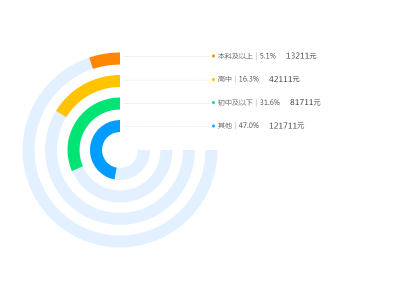 本科及以上 | 5.1% 13211元
高中 | 16.3% 42111元
初中及以下 | 31.6% 81711元
其他 | 47.0% 121711元